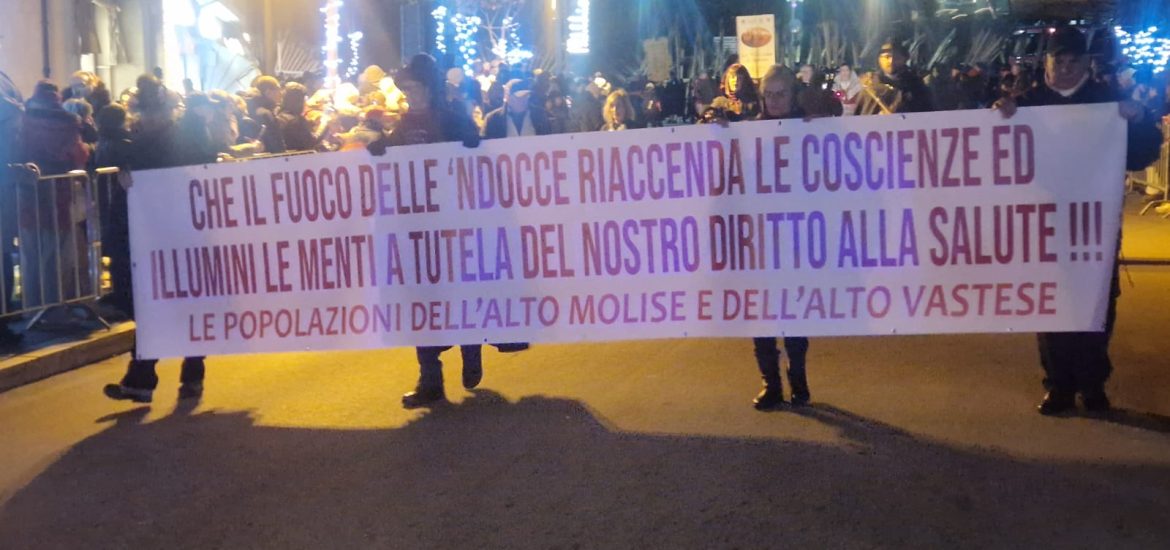 CHE IL FUOCO DELLE 'NDOCCE RIACCENDA LE COSCIENZE ED
ILLUMINI LE MENTI A TUTELA DEL NOSTRO DIRITTO ALLA SALUTE !!!
LE POPOLAZIONI DELL'ALTO MOLISE E DELL'ALTO VASTESE